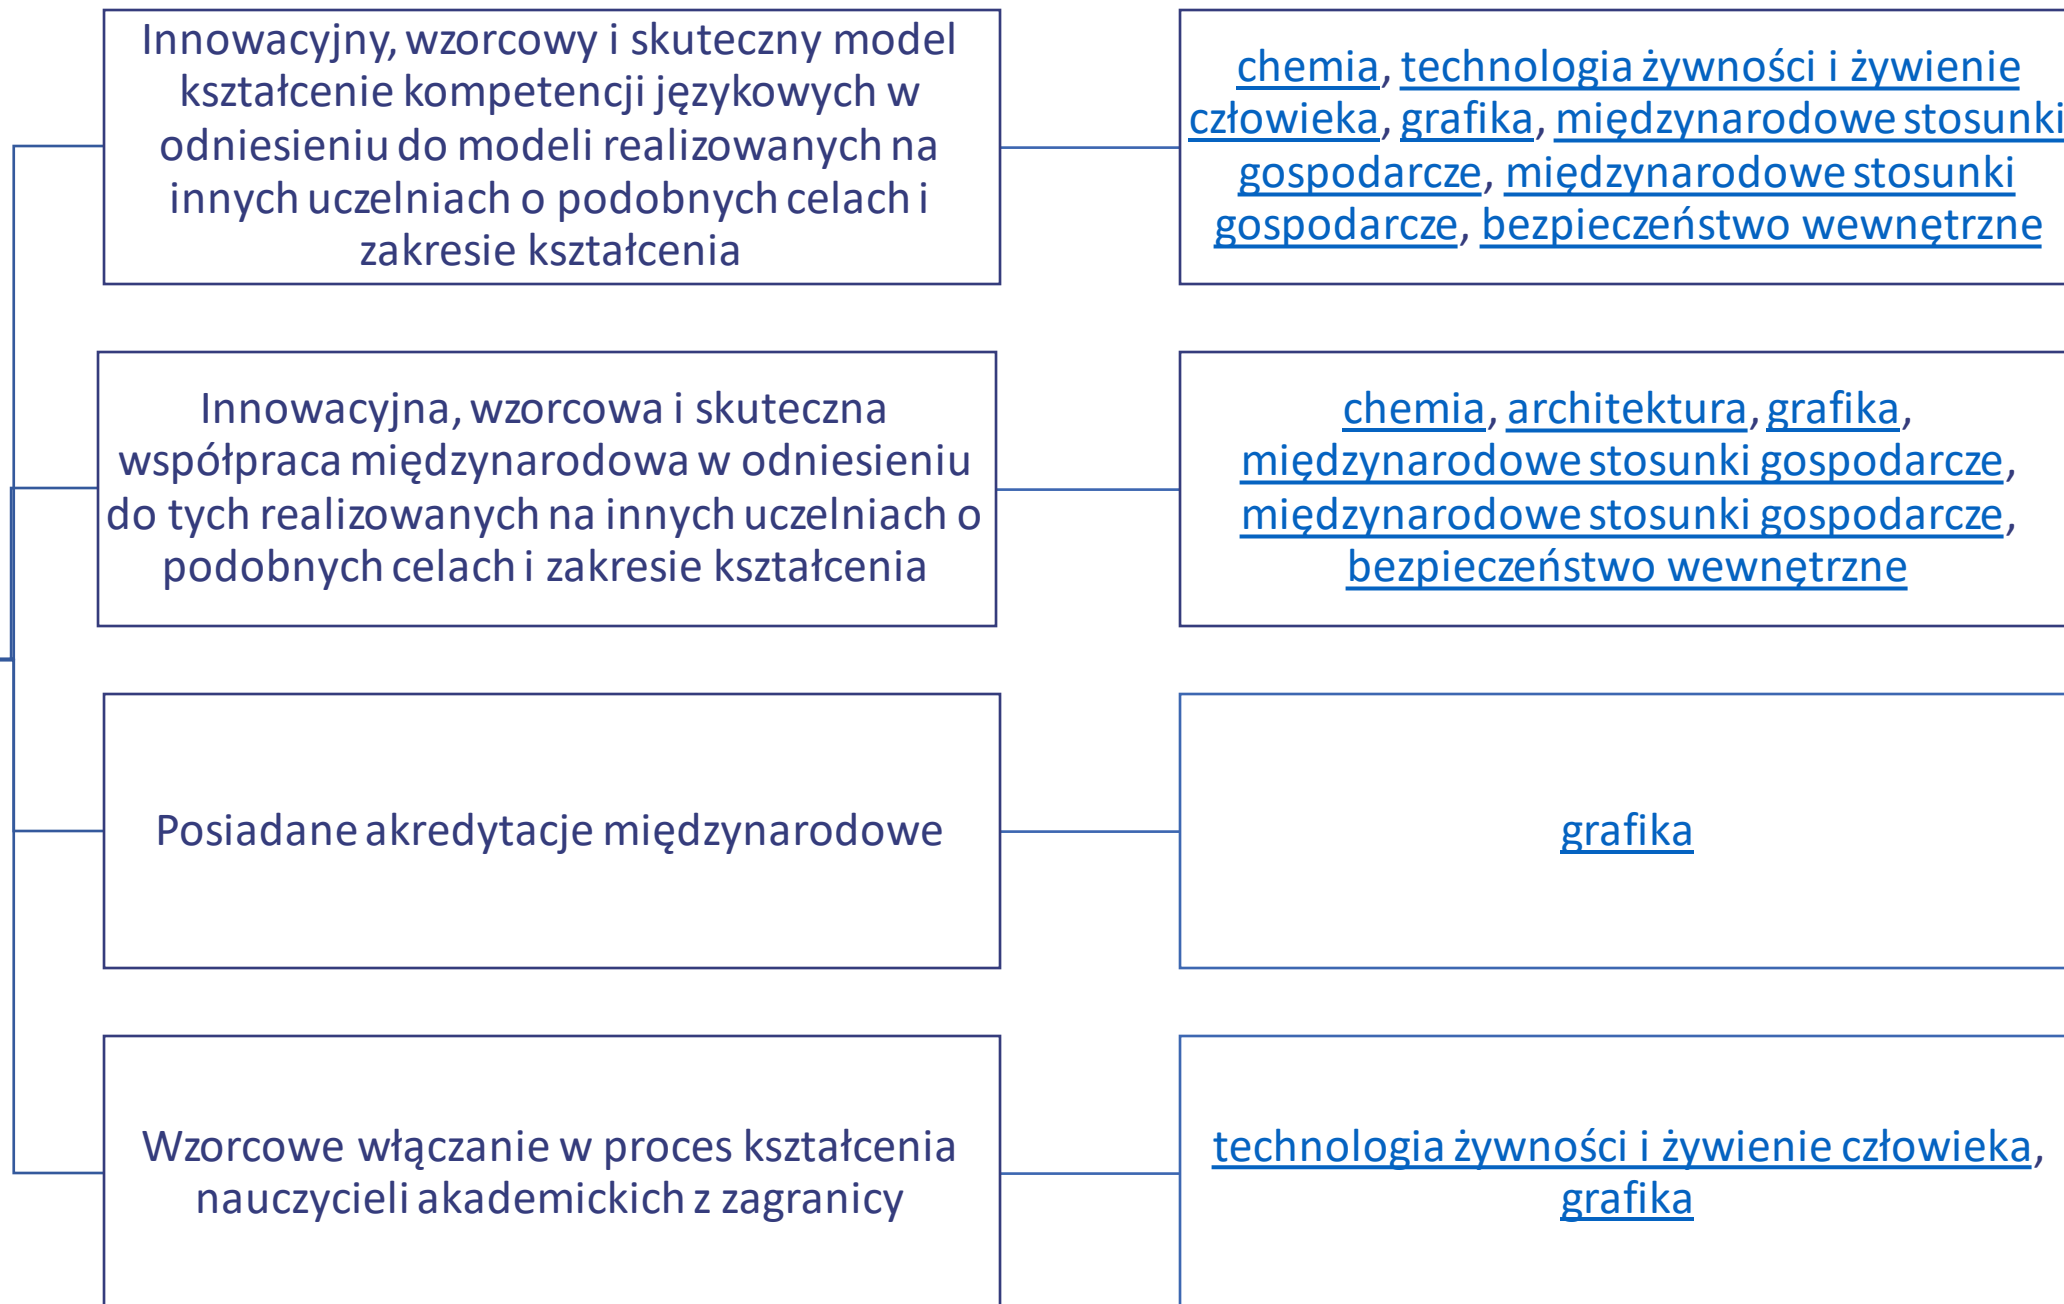 Innowacyjny, wzorcowy i skuteczny model
kształcenie kompetencji językowych w
odniesieniu do modeli realizowanych na
innych uczelniach o podobnych celach i
zakresie kształcenia
chemia, technologia żywności i żywienie
człowieka, grafika, międzynarodowe stosunki
gospodarcze, międzynarodowe stosunki
gospodarcze, bezpieczeństwo wewnętrzne
Innowacyjna, wzorcowa i skuteczna
współpraca międzynarodowa w odniesieniu
do tych realizowanych na innych uczelniach o
podobnych celach i zakresie kształcenia
chemia, architektura, grafika,
międzynarodowe stosunki gospodarcze,
międzynarodowe stosunki gospodarcze,
bezpieczeństwo wewnętrzne
Posiadane akredytacje międzynarodowe
grafika
Wzorcowe włączanie w proces kształcenia
nauczycieli akademickich z zagranicy
technologia żywności i żywienie człowieka,
grafika